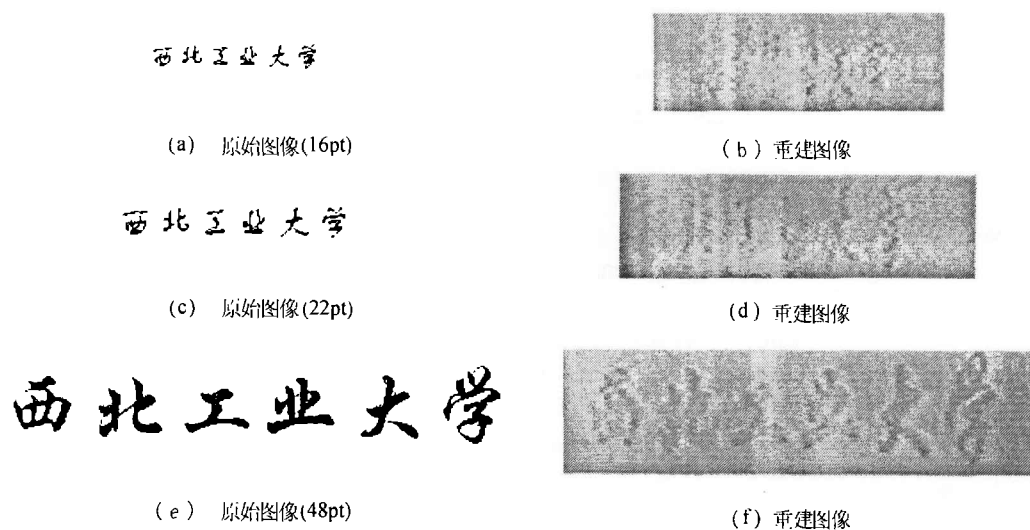 西北工业大学
(a) 原始图像(16pt)
(b) 重建图像
西北工业大学
(c) 原始图像(22pt)
(d) 重建图像
西北工业大学
(e) 原始图像(48pt)
(f) 重建图像